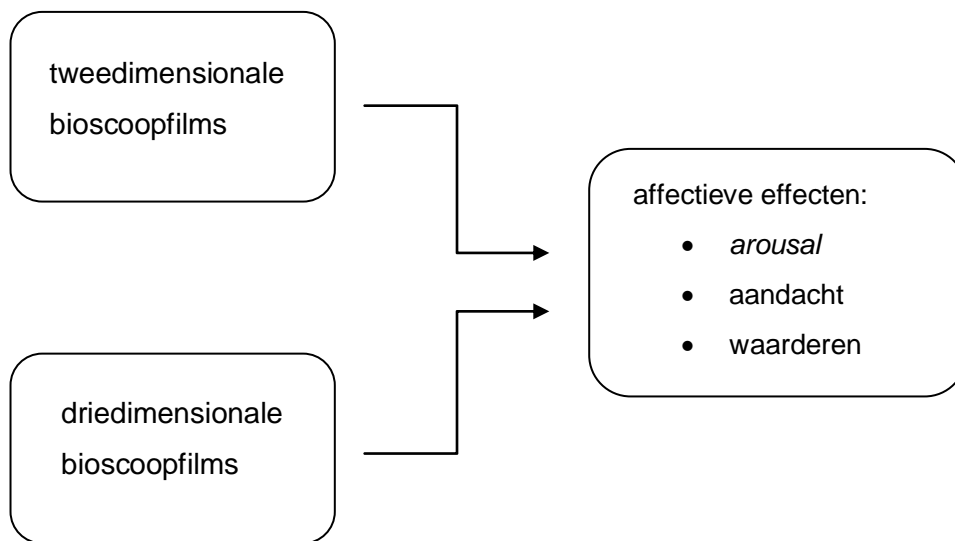 tweedimensionale
bioscoopfilms
affectieve effecten:
• arousal
• aandacht
• waarderen
driedimensionale
bioscoopfilms